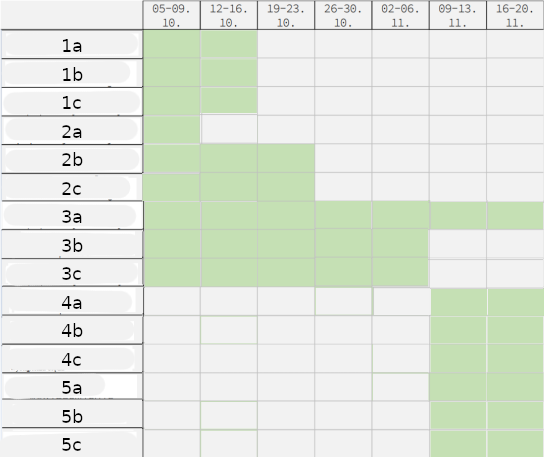 05-09. 12-16. 19-23. 26-30. 02-06. 09-13. 16-20.
10. 10. 10. 10. 11. 11. 11.
1a
1b
1c
2a
2b
2c
3a
3b
3c
4a
4b
4c
5a
5b
5c